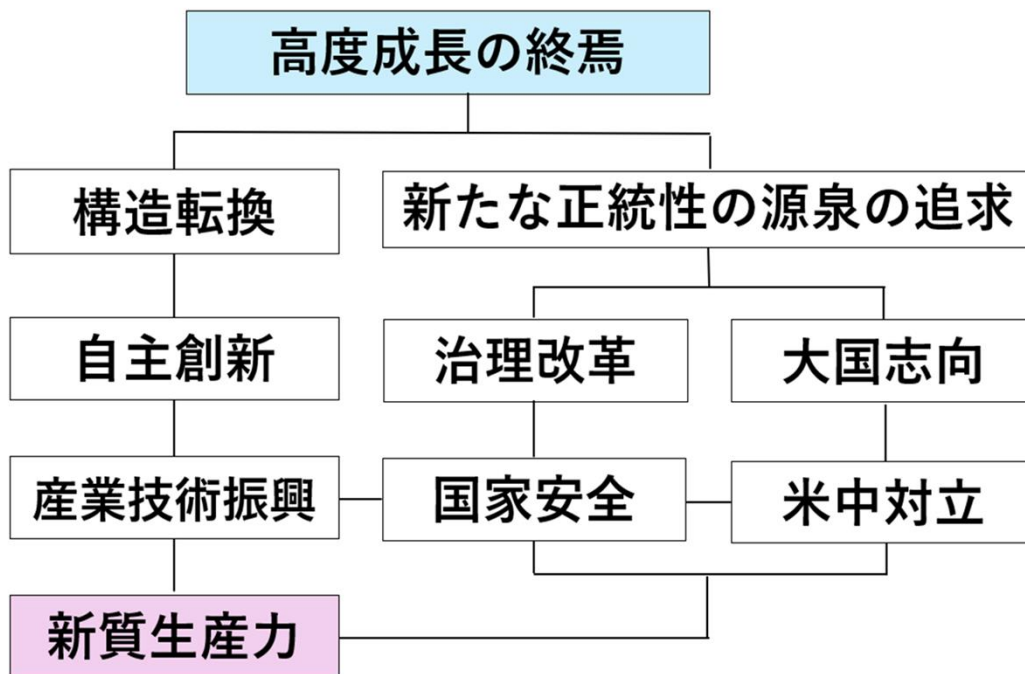 高度成長の終焉
構造転換
新たな正統性の源泉の追求
自主創新
治理改革
大国志向
産業技術振興
国家安全
米中対立
新質生産力